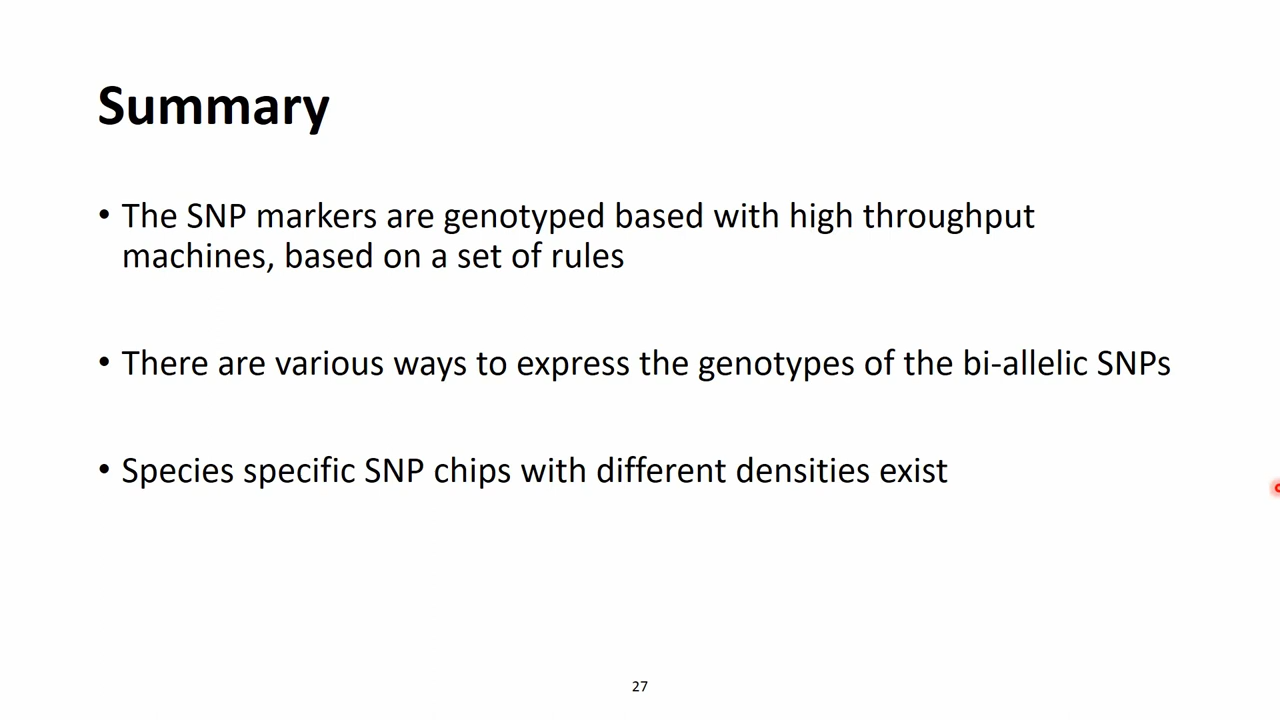 Summary
• The SNP markers are genotyped based with high throughput
machines, based on a set of rules
• There are various ways to express the genotypes of the bi-allelic SNPs
• Species specific SNP chips with different densities exist
27